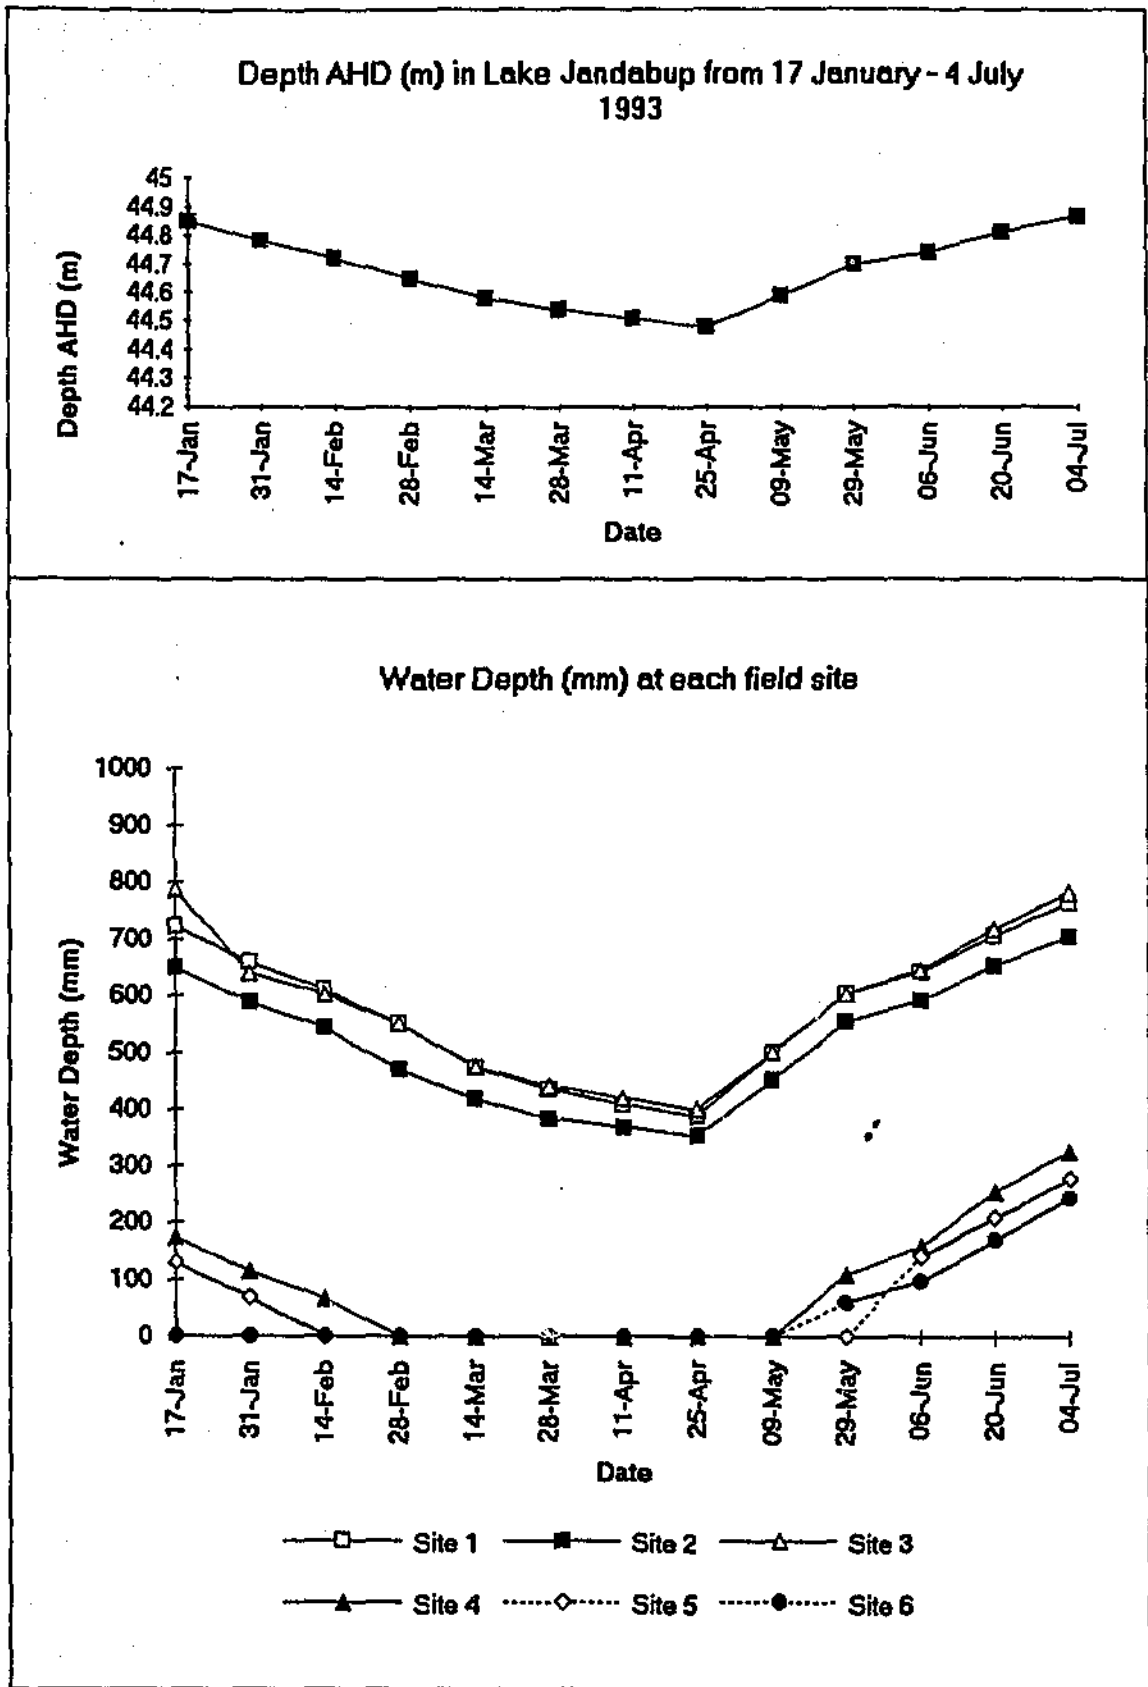 Depth AHD (m) in Lake Jandabup from 17 January - 4 July
1993
45
44.9
44.8
44.7
44.6
44.5
44.4
44.3
44.2
Depth AHD (m)
17-Jan
31-Jan
14-Feb
28-Feb
14-Mar
28-Mar
11-Apr
25-Apr
09-May
29-May
06-Jun
20-Jun
04-Jul
Date
Water Depth (mm) at each field site
1000
900
800
700
600
500
400
300
200
100
0
Water Depth (mm)
17-Jan
31-Jan
14-Feb
28-Feb
14-Mar
28-Mar
11-Apr
25-Apr
09-May
29-May
06-Jun
20-Jun
04-Jul
Date
Site 1 Site 2 Site 3
Site 4 Site 5 Site 6